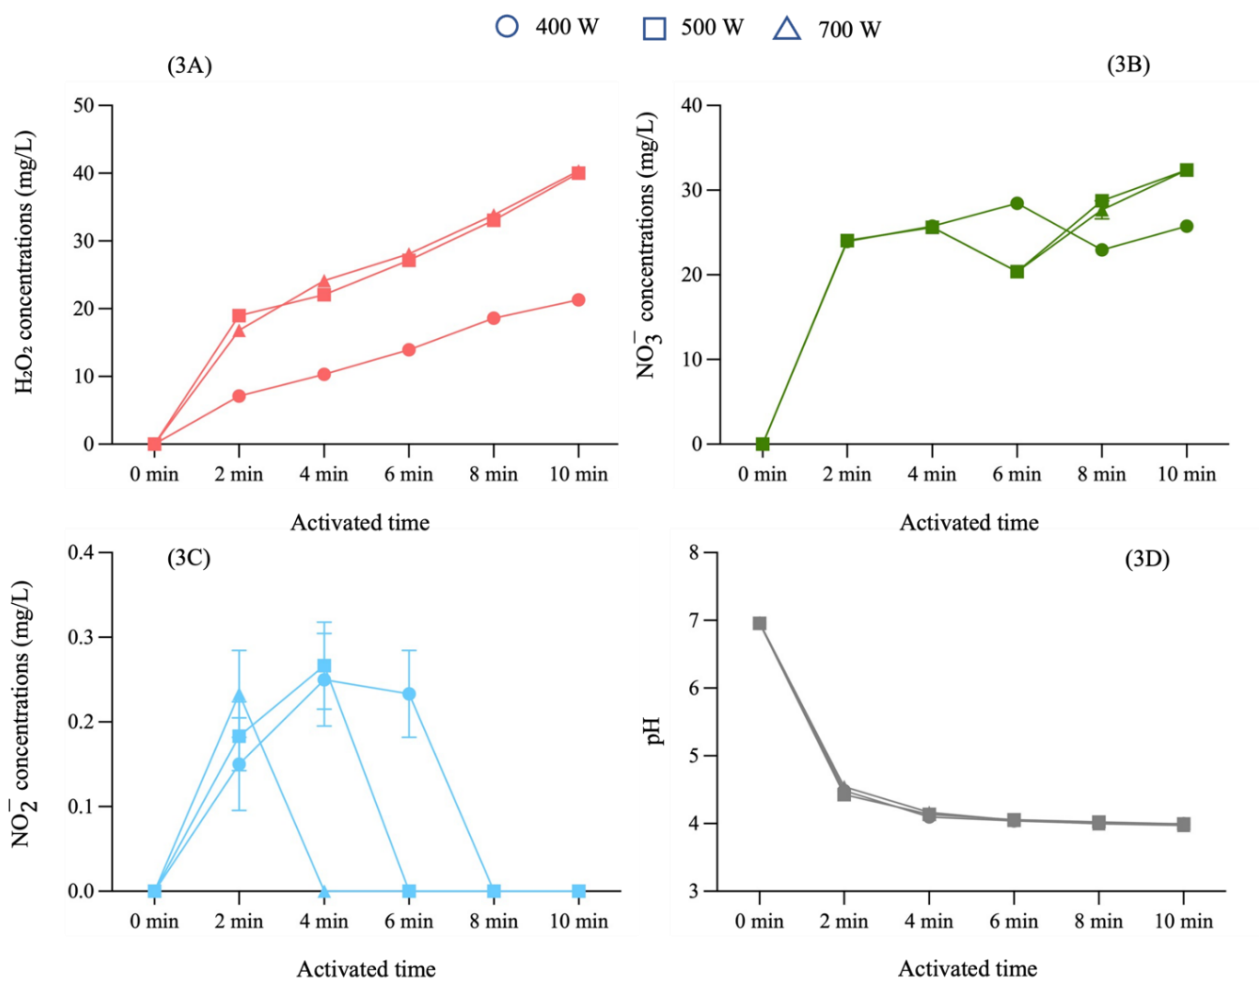 400 W 500 W 700 W
(3A)
H₂O₂ concentrations (mg/L)
50
40
30
20
10
0
0 min 2 min 4 min 6 min 8 min 10 min
Activated time
(3B)
NO₃⁻ concentrations (mg/L)
40
30
20
10
0
0 min 2 min 4 min 6 min 8 min 10 min
Activated time
(3C)
NO₂⁻ concentrations (mg/L)
0.4
0.3
0.2
0.1
0.0
0 min 2 min 4 min 6 min 8 min 10 min
Activated time
(3D)
pH
8
7
6
5
4
3
0 min 2 min 4 min 6 min 8 min 10 min
Activated time